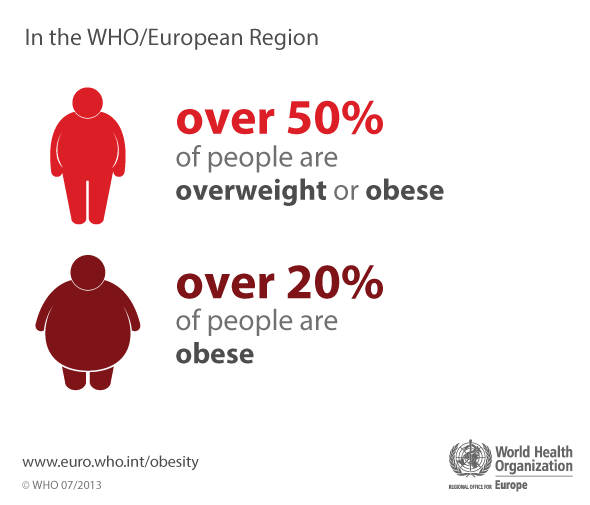 In the WHO/European Region
over 50%
of people are
overweight or obese
over 20%
of people are
obese
www.euro.who.int/obesity
© WHO 07/2013
World Health
Organization
REGIONAL OFFICE FOR Europe